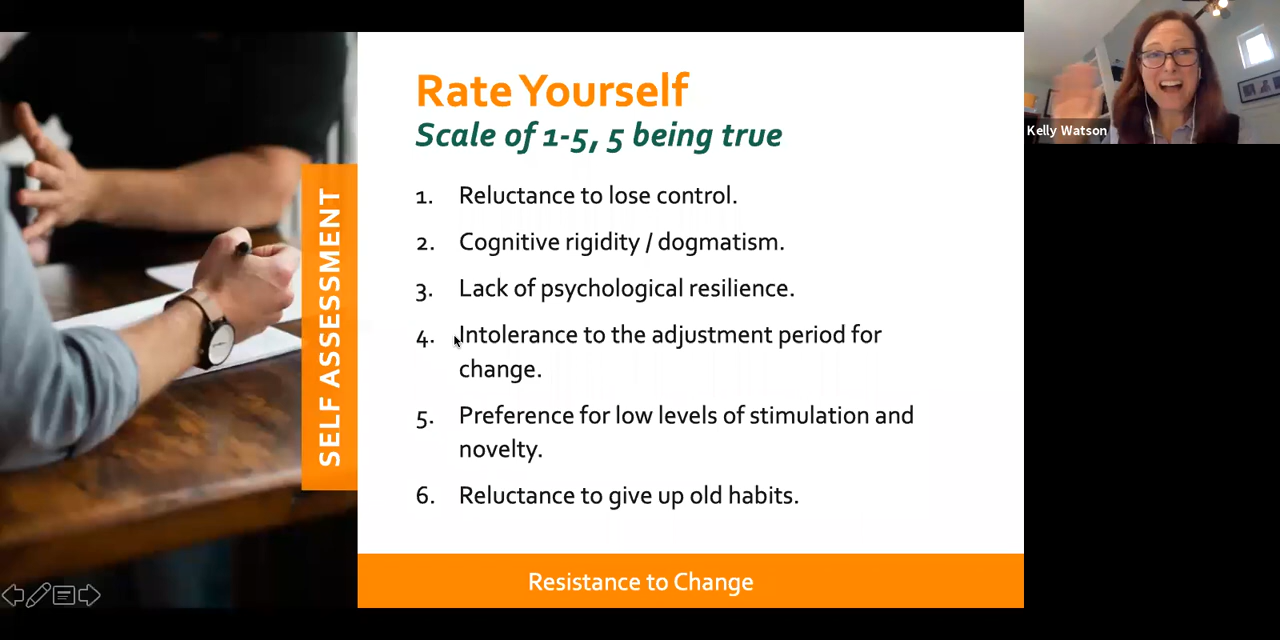 Rate Yourself
Scale of 1-5, 5 being true
1. Reluctance to lose control.
2. Cognitive rigidity / dogmatism.
3. Lack of psychological resilience.
4. Intolerance to the adjustment period for
change.
5. Preference for low levels of stimulation and
novelty.
6. Reluctance to give up old habits.
SELF ASSESSMENT
Resistance to Change
Kelly Watson